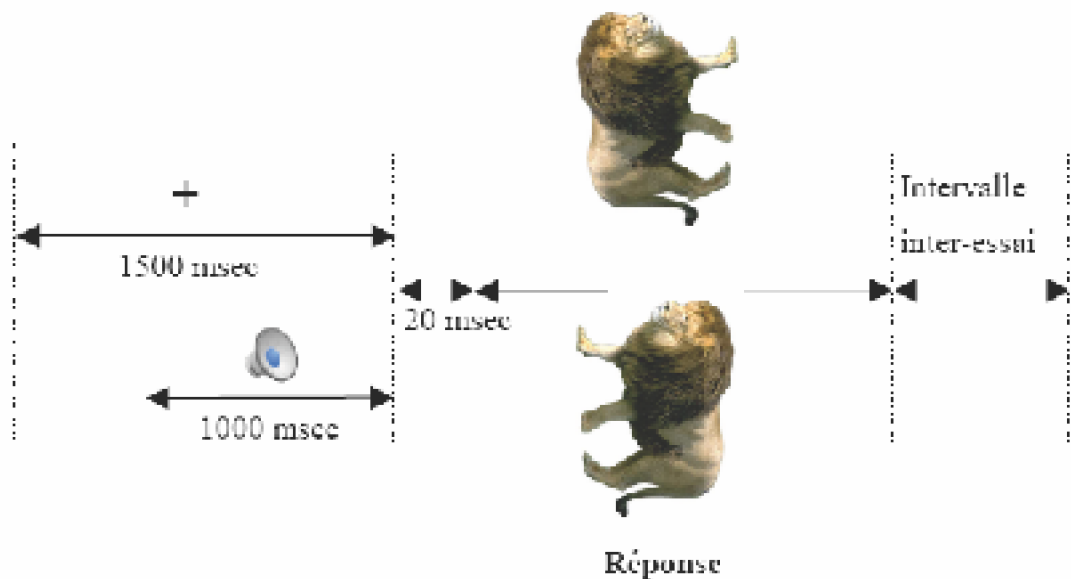 +
1500 msec
1000 msec
20 msec
Intervalle
inter-essai
Réponse